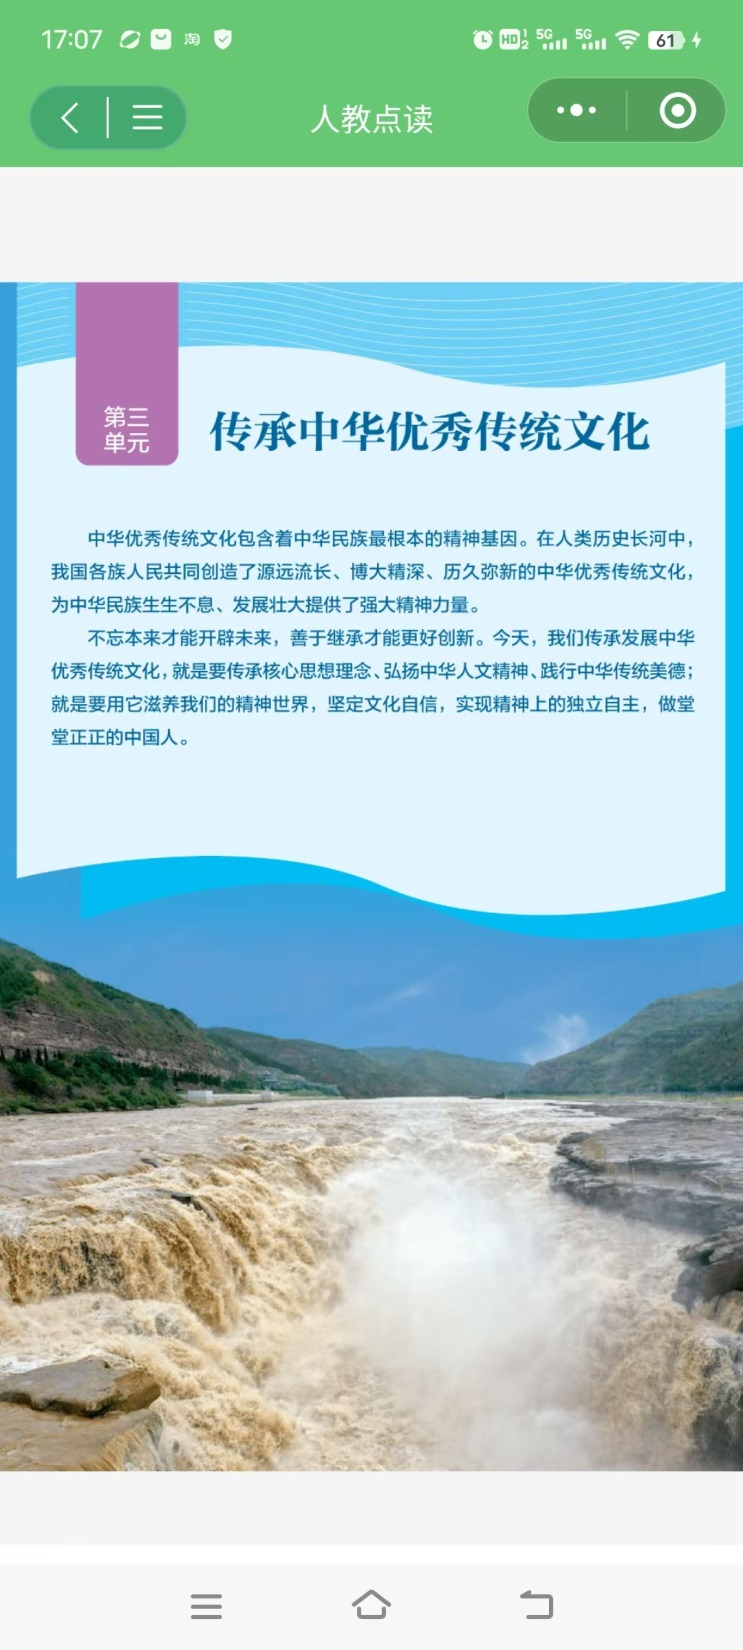 17:07
淘
HD 1 2
5G
5G
61
人教点读
第三
单元
传承中华优秀传统文化
中华优秀传统文化包含着中华民族最根本的精神基因。在人类历史长河中，
我国各族人民共同创造了源远流长、博大精深、历久弥新的中华优秀传统文化，
为中华民族生生不息、发展壮大提供了强大精神力量。
不忘本来才能开辟未来，善于继承才能更好创新。今天，我们传承发展中华
优秀传统文化，就是要传承核心思想理念、弘扬中华人文精神、践行中华传统美德；
就是要用它滋养我们的精神世界，坚定文化自信，实现精神上的独立自主，做堂
堂正正的中国人。